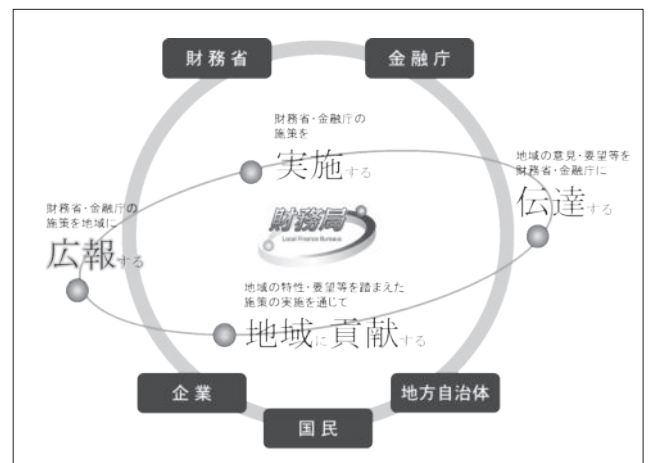 財務省
金融庁
財務省・金融庁の
施策を
実施する
地域の意見・要望等を
財務省・金融庁に
伝達する
財務省・金融庁の
施策を地域に
広報する
財務局
Local Finance Bureaus
地域の特性・要望等を踏まえた
施策の実施を通じて
地域に貢献する
企業
地方自治体
国民